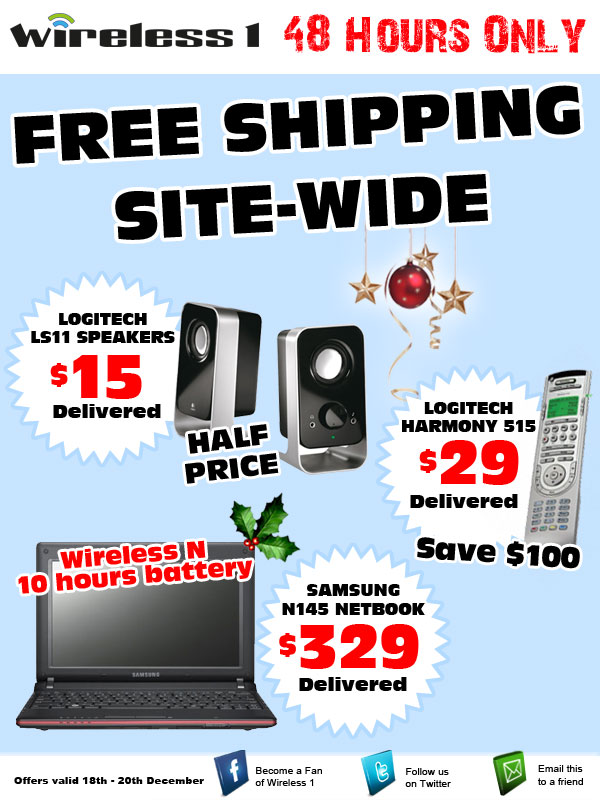 wireless 1 48 HOURS ONLY
FREE SHIPPING
SITE-WIDE
LOGITECH
LS11 SPEAKERS
$15
Delivered
HALF
PRICE
LOGITECH
HARMONY 515
$29
Delivered
Save $100
Wireless N
10 hours battery
SAMSUNG
N145 NETBOOK
$329
Delivered
SAMSUNG
Offers valid 18th - 20th December
Become a Fan
of Wireless 1
Follow us
on Twitter
Email this
to a friend